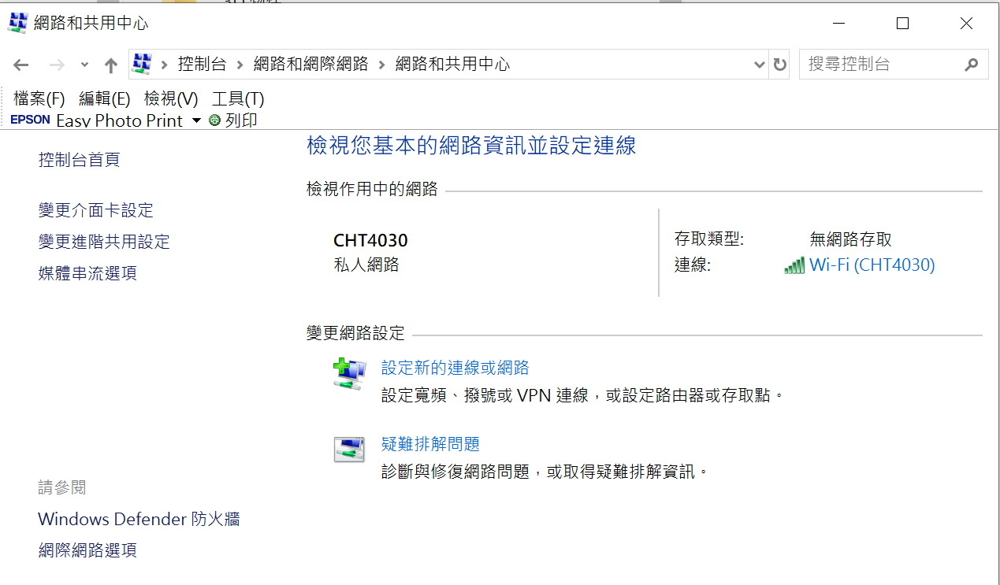 網路和共用中心
控制台 網路和網際網路 網路和共用中心 搜尋控制台
檔案(F) 編輯(E) 檢視(V) 工具(T)
EPSON Easy Photo Print 列印
檢視您基本的網路資訊並設定連線
控制台首頁
變更介面卡設定
變更進階共用設定
媒體串流選項
檢視作用中的網路
CHT4030
私人網路
存取類型: 無網路存取
連線: Wi-Fi (CHT4030)
變更網路設定
設定新的連線或網路
設定寬頻、撥號或 VPN 連線，或設定路由器或存取點。
疑難排解問題
診斷與修復網路問題，或取得疑難排解資訊。
請參閱
Windows Defender 防火牆
網際網路選項